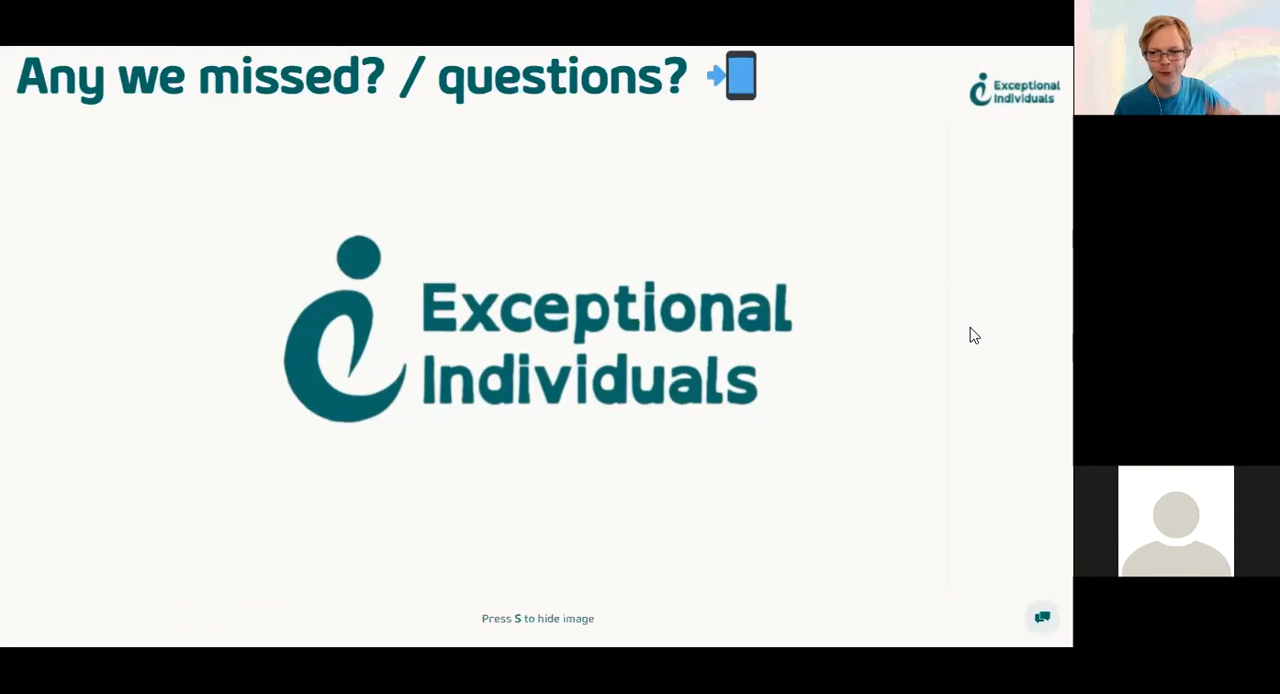 Any we missed? / questions?
Exceptional
Individuals
Exceptional
Individuals
Press S to hide image